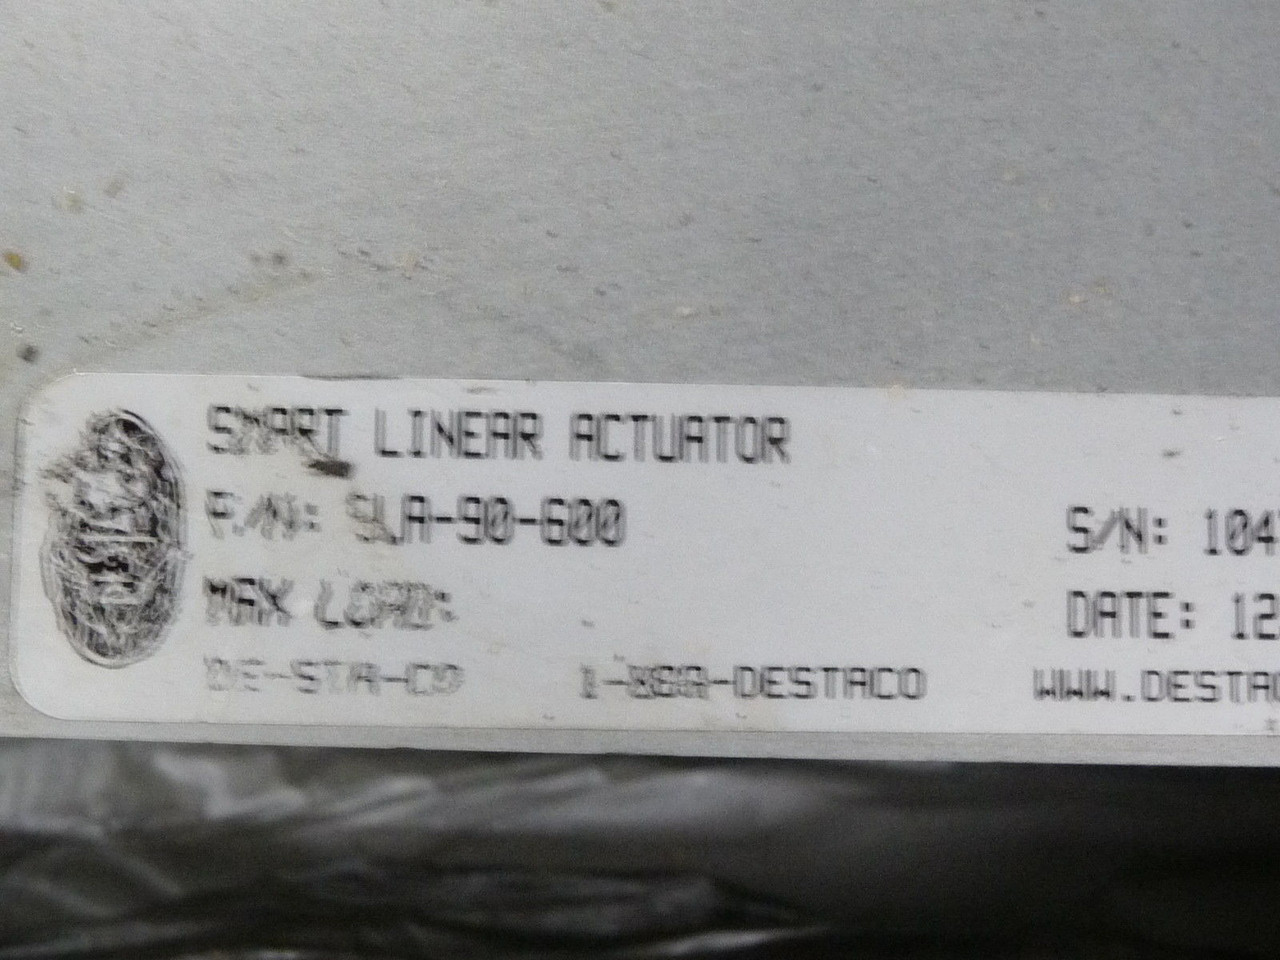 SMART LINEAR ACTUATOR
P/N: SLA-90-600 S/N: 104
MAX LOAD: DATE: 12
DE-STA-CO 1-888-DESTACO WWW.DESTAC